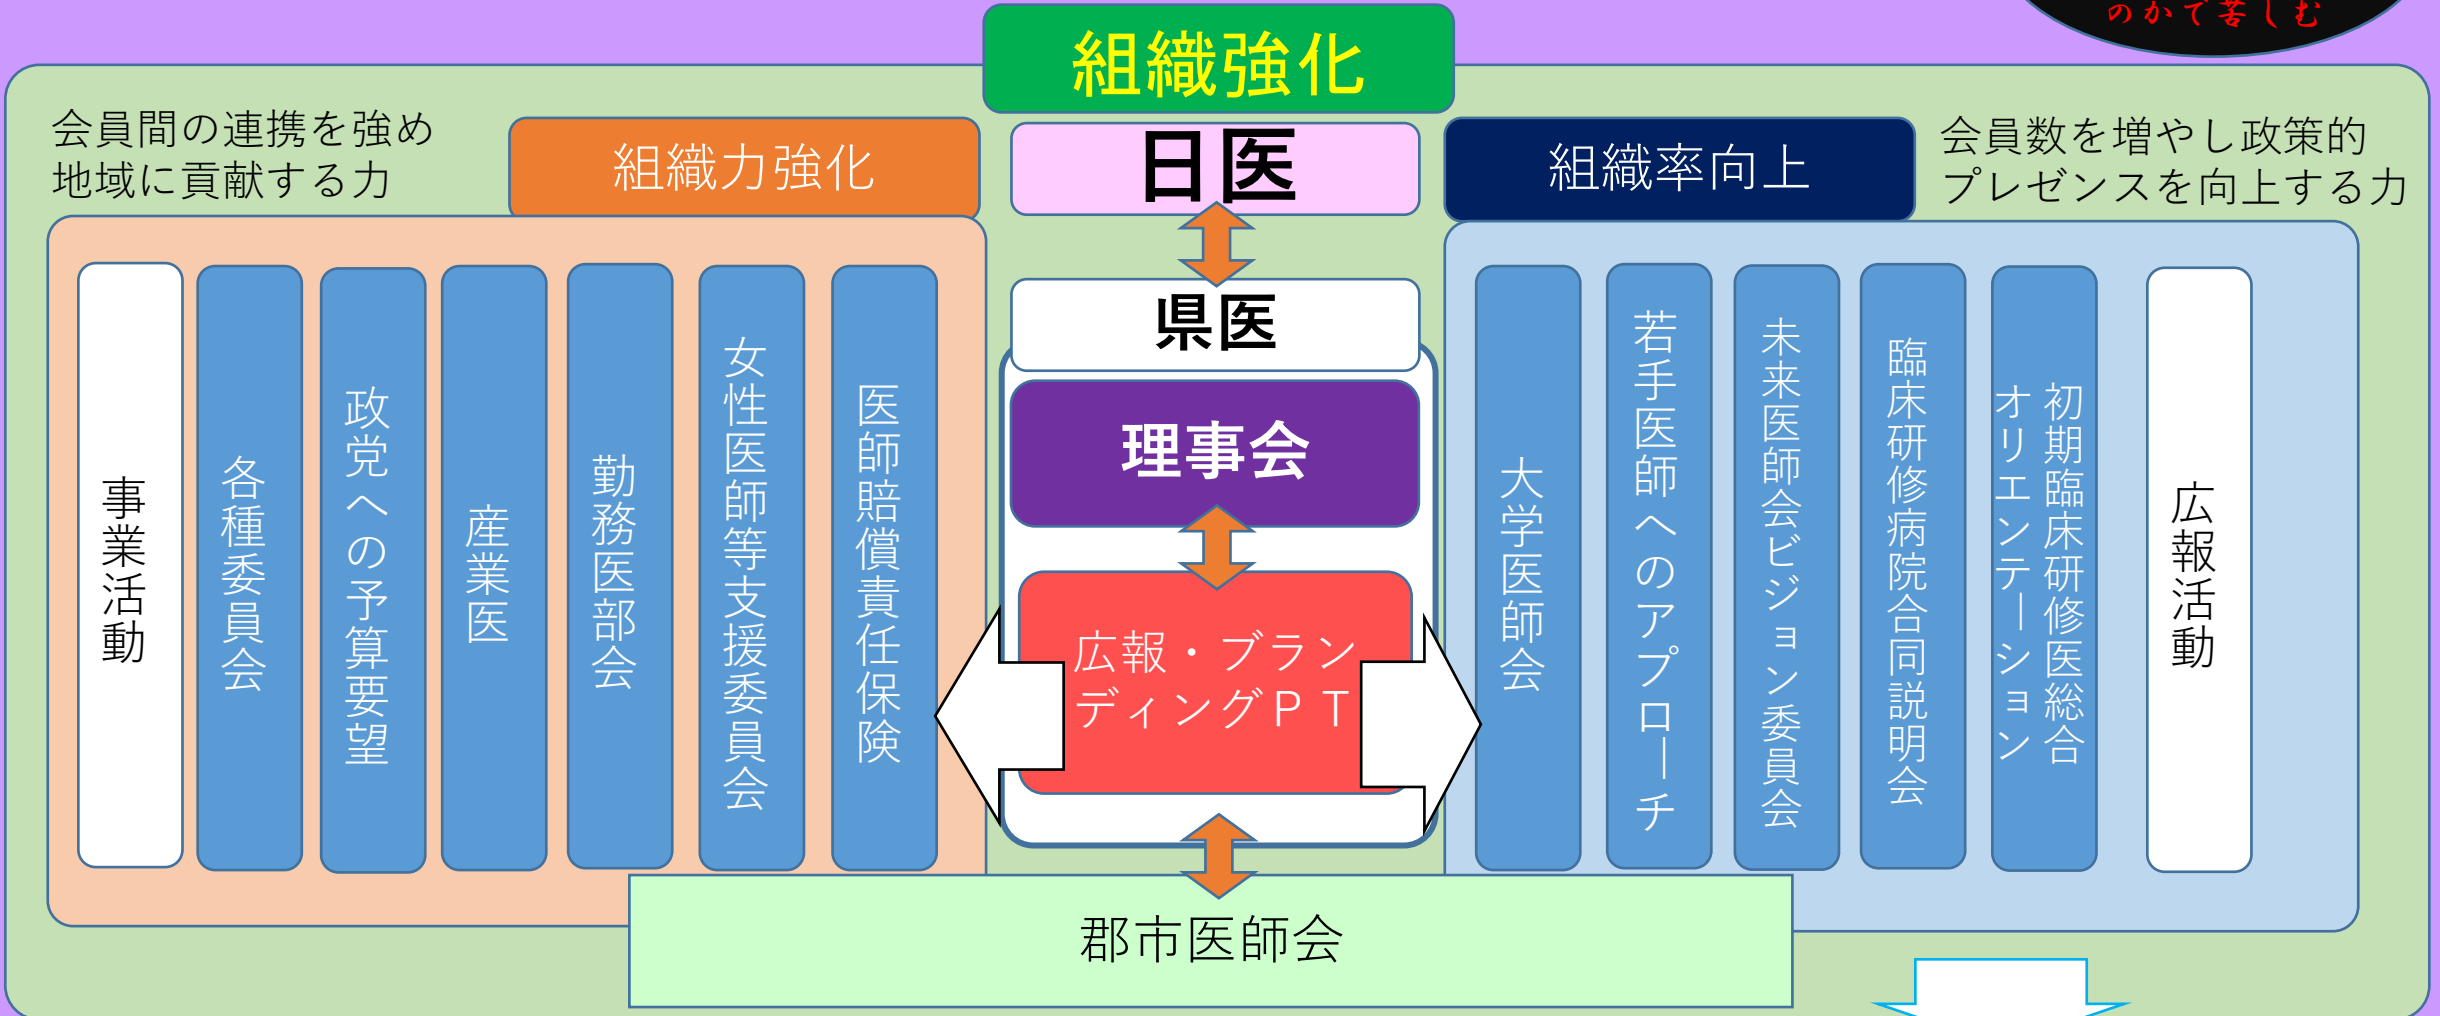 のかで苦しむ
組織強化
会員間の連携を強め
地域に貢献する力
組織力強化
日医
組織率向上
会員数を増やし政策的
プレゼンスを向上する力
県医
理事会
広報・ブラン
ディングＰＴ
事業活動
各種委員会
政党への予算要望
産業医
勤務医部会
女性医師等支援委員会
医師賠償責任保険
大学医師会
若手医師へのアプローチ
未来医師会ビジョン委員会
臨床研修病院合同説明会
初期臨床研修医総合
オリエンテーション
広報活動
郡市医師会